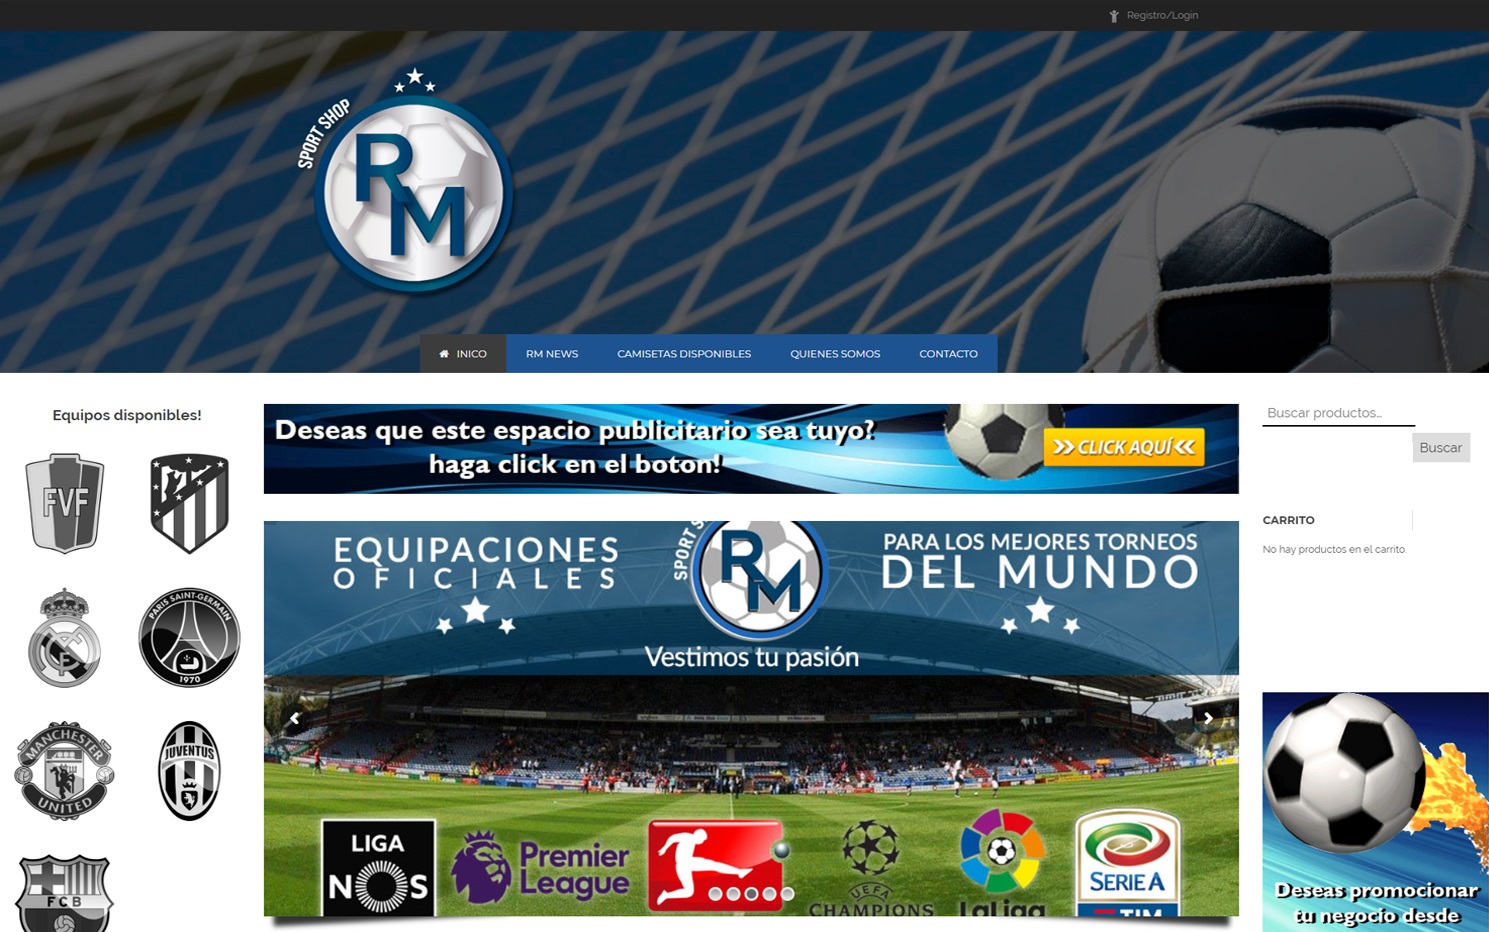 Registro/Login
SPORT SHOP
RM
INICO
RM NEWS
CAMISETAS DISPONIBLES
QUIENES SOMOS
CONTACTO
Equipos disponibles!
FVF
PARIS SAINT-GERMAIN
1970
MANCHESTER
UNITED
JUVENTUS
FCB
Deseas que este espacio publicitario sea tuyo?
haga click en el boton!
CLICK AQUÍ
EQUIPACIONES
OFICIALES
SPORT S
RM
PARA LOS MEJORES TORNEOS
DEL MUNDO
Vestimos tu pasión
LIGA
NOS
Premier
League
UEFA
CHAMPIONS
LaLiga
SERIE A
TIM
Buscar productos...
Buscar
CARRITO
No hay productos en el carrito.
Deseas promocionar
tu negocio desde